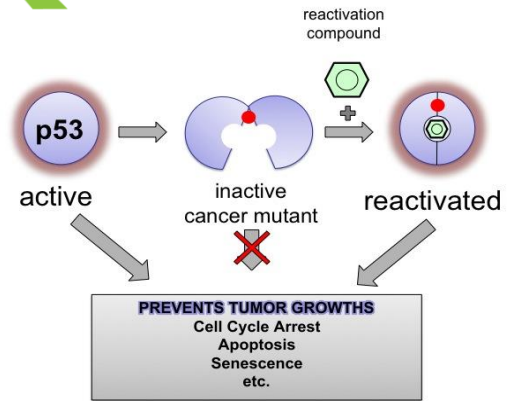 reactivation
compound
p53
active
inactive
cancer mutant
reactivated
PREVENTS TUMOR GROWTHS
Cell Cycle Arrest
Apoptosis
Senescence
etc.